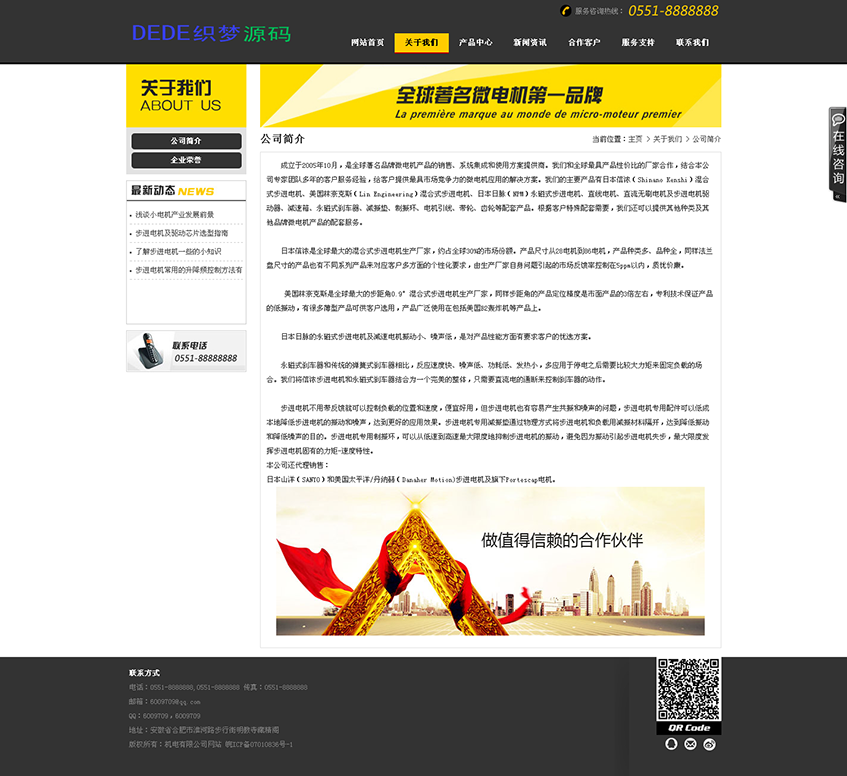 服务咨询热线： 0551-8888888
DEDE织梦源码
网站首页 关于我们 产品中心 新闻资讯 合作客户 服务支持 联系我们
关于我们
ABOUT US
全球著名微电机第一品牌
La première marque au monde de micro-moteur premier
在线咨询
公司简介
企业荣誉
公司简介
当前位置：主页 > 关于我们 > 公司简介
最新动态 NEWS
浅谈小电机产业发展前景
步进电机及驱动芯片选型指南
了解步进电机一些的小知识
步进电机常用的升降频控制方法有
联系电话
0551-88888888
成立于2005年10月，是全球著名品牌微电机产品的销售、系统集成和使用方案提供商。我们和全球最具产品性价比的厂家合作，结合本公
司专家团队多年的客户服务经验，给客户提供最具市场竞争力的微电机应用的解决方案。我们的主要产品有日本信浓（Shinano Kenshi）混合
式步进电机、美国林奈克斯（Lin Engineering）混合式步进电机、日本日脉（NPM）永磁式步进电机、直线电机、直流无刷电机及步进电机驱
动器、减速箱、永磁式刹车器、减振垫、制振环、电机引线、带轮、齿轮等配套产品。根据客户特殊配套需要，我们还可以提供其他种类及其
他品牌微电机产品的配套服务。
日本信浓是全球最大的混合式步进电机生产厂家，约占全球30%的市场份额。产品尺寸从28电机到86电机，产品种类多、品种全，同样法兰
盘尺寸的产品也有不同系列产品来对应客户多方面的个性化要求，由生产厂家自身问题引起的市场反馈率控制在5ppm以内，质优价廉。
美国林奈克斯是全球最大的步距角0.9°混合式步进电机生产厂家，同样步距角的产品定位精度是市面产品的3倍左右，专利技术保证产品
的低振动，有很多薄型产品可供客户选用，产品广泛使用在包括美国B2轰炸机等产品上。
日本日脉的永磁式步进电机及减速电机振动小、噪声低，是对产品性能方面有要求客户的优选方案。
永磁式刹车器和传统的弹簧式刹车器相比，反应速度快、噪声低、功耗低、发热小，多应用于停电之后需要比较大力矩来固定负载的场
合。我们将信浓步进电机和永磁式刹车器结合为一个完美的整体，只需要直流电的通断来控制刹车器的动作。
步进电机不用带反馈就可以控制负载的位置和速度，便宜好用，但步进电机也有容易产生共振和噪声的问题，步进电机专用配件可以低成
本地降低步进电机的振动和噪声，达到更好的应用效果。步进电机专用减振垫通过物理方式将步进电机和负载用减振材料隔开，达到降低振动
和降低噪声的目的。步进电机专用制振环，可以从低速到高速最大限度地抑制步进电机的振动，避免因为振动引起步进电机失步，最大限度发
挥步进电机固有的力矩-速度特性。
本公司还代理销售：
日本山洋（SANYO）和美国太平洋/丹纳赫（Danaher Motion)步进电机及旗下Portescap电机。
做值得信赖的合作伙伴
联系方式
电话：0551-8888888,0551-8888888 传真：0551-8888888
邮箱：6009709@qq.com
QQ：6009709，6009709
地址：安徽省合肥市淮河路步行街明教寺藏经阁
版权所有：机电有限公司网站 皖ICP备07010836号-1
QR Code